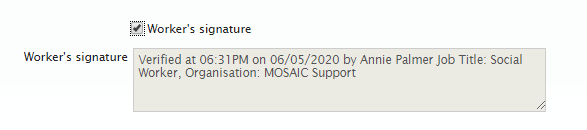 Worker's signature
Worker's signature
Verified at 06:31PM on 06/05/2020 by Annie Palmer Job Title: Social
Worker, Organisation: MOSAIC Support